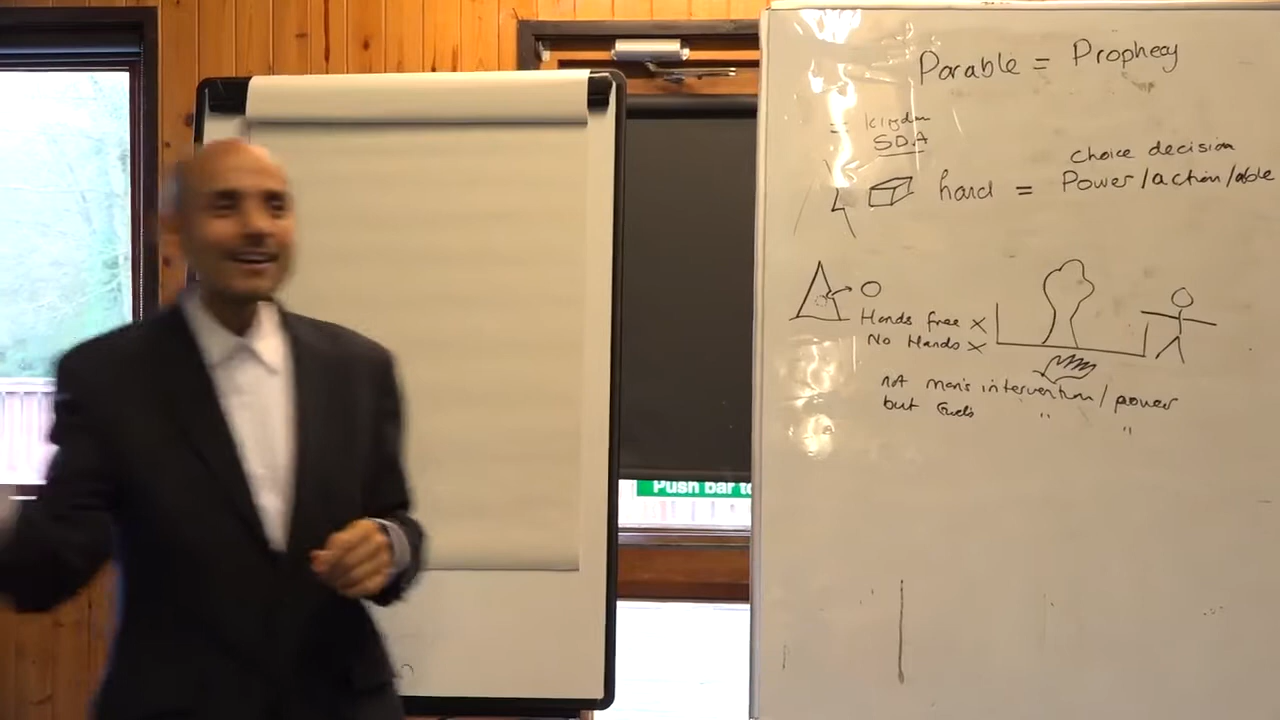 Parable = Prophecy
= kingdom
SDA
choice decision
hand = Power/action/able
Hands free x
No Hands x
not man's intervention/power
but God's " "
Push bar to